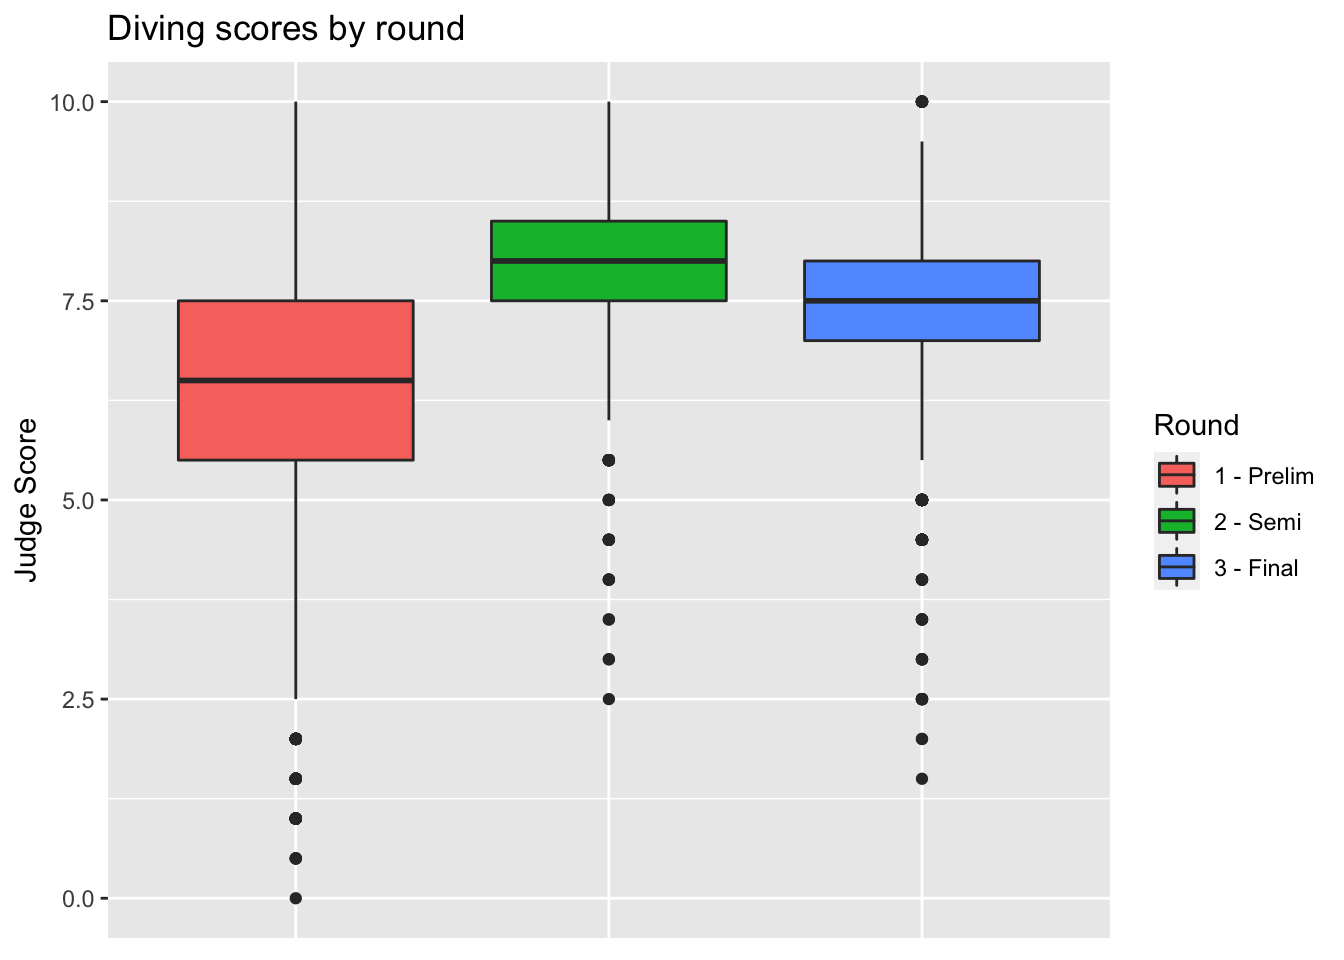 Diving scores by round
10.0
7.5
5.0
2.5
0.0
Judge Score
Round
1 - Prelim
2 - Semi
3 - Final